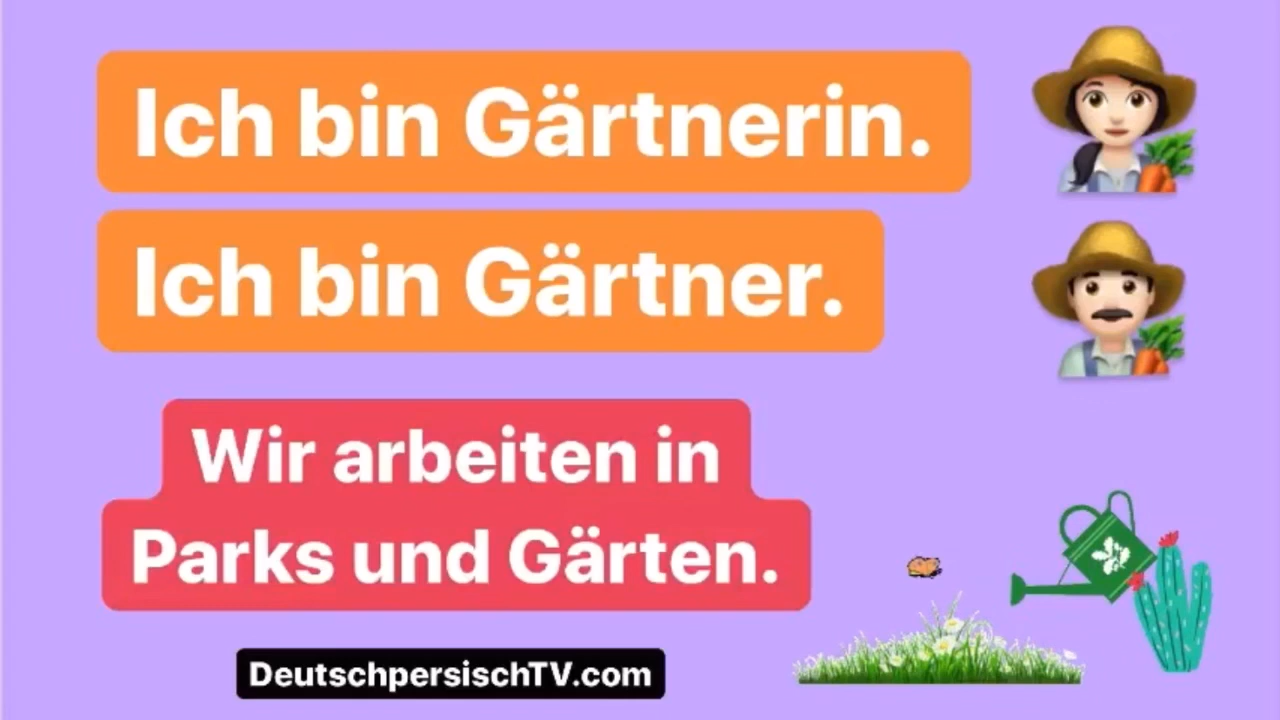 Ich bin Gärtnerin.
Ich bin Gärtner.
Wir arbeiten in
Parks und Gärten.
DeutschpersischTV.com